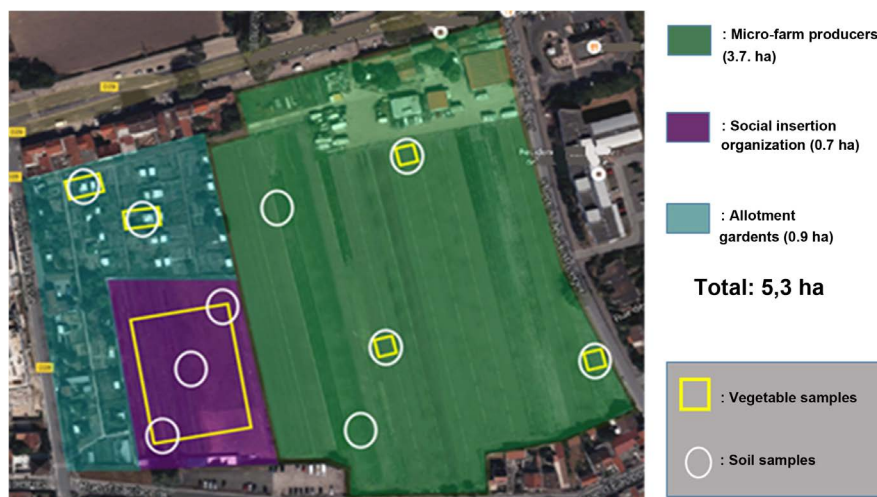 : Micro-farm producers
(3.7. ha)
: Social insertion
organization (0.7 ha)
: Allotment
gardents (0.9 ha)
Total: 5,3 ha
: Vegetable samples
: Soil samples